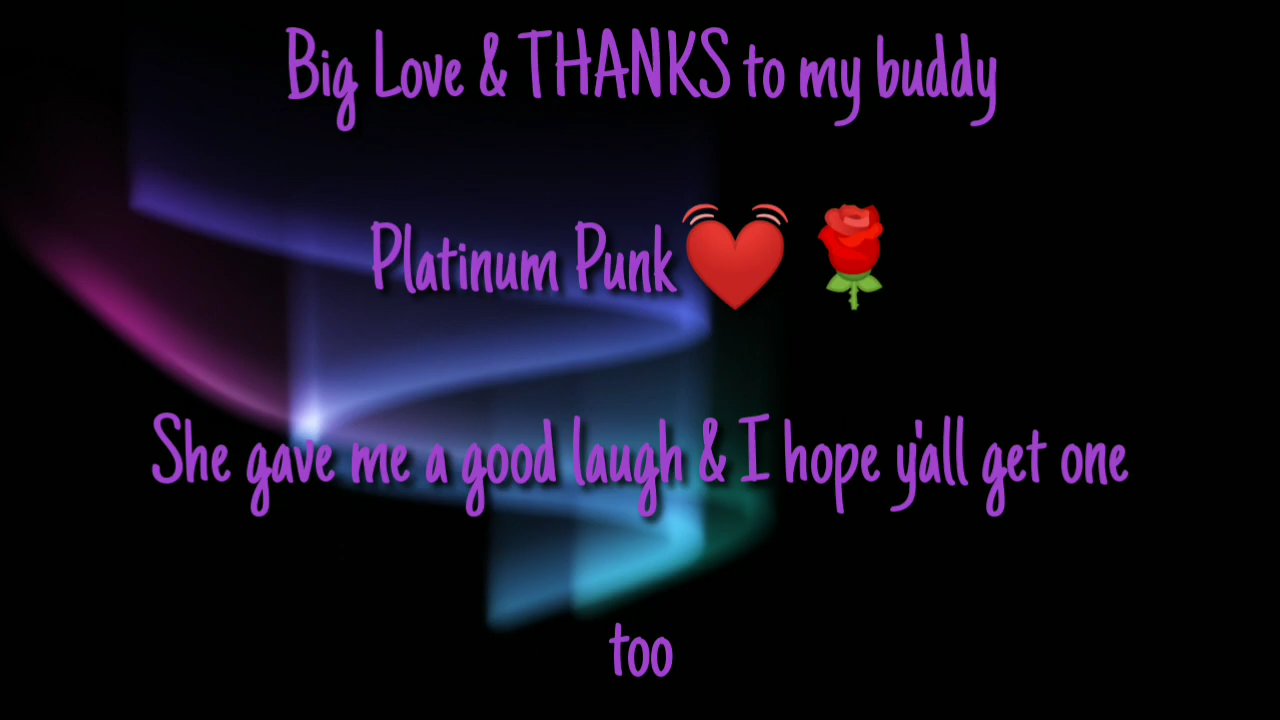 Big Love & THANKS to my buddy
Platinum Punk💓 🌹
She gave me a good laugh & I hope y'all get one
too